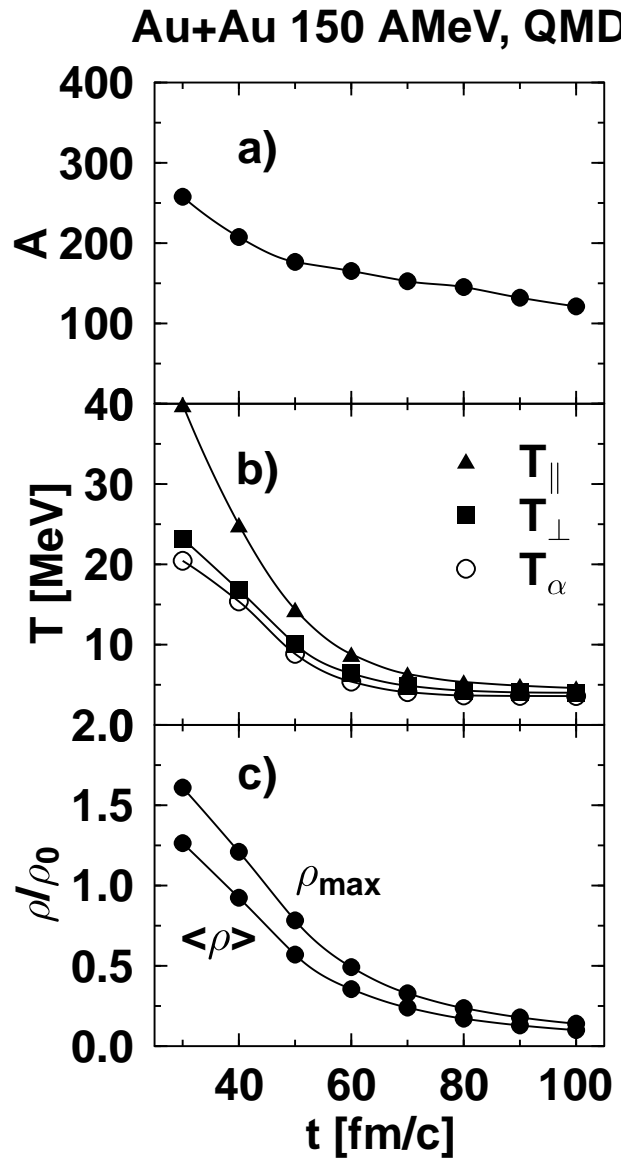 Au+Au 150 AMeV, QMD
400
300
200
100
A
a)
40
30
20
10
T [MeV]
b)
T∥
T⊥
Tα
2.0
1.5
1.0
0.5
0.0
ρ/ρ0
c)
ρmax
<ρ>
40 60 80 100
t [fm/c]